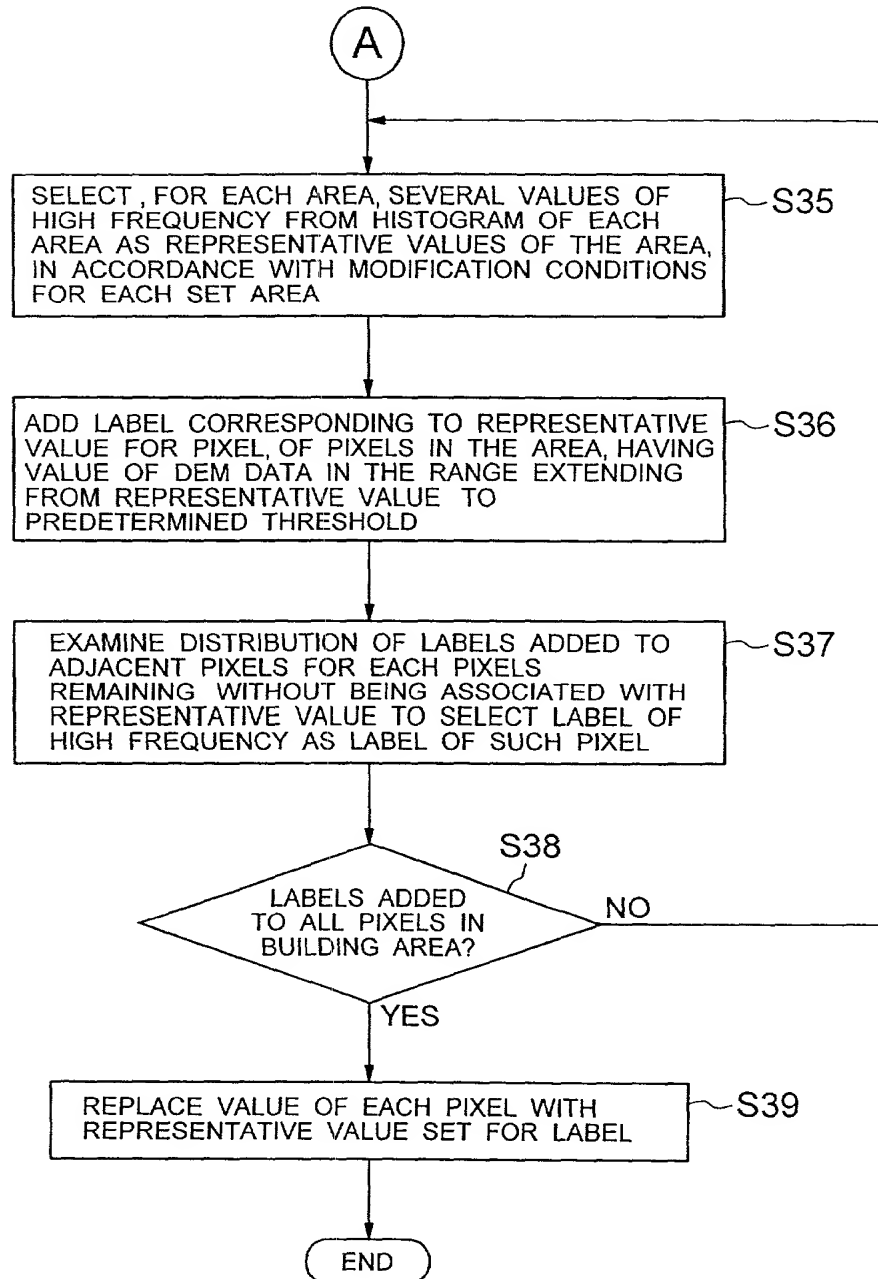 A
SELECT, FOR EACH AREA, SEVERAL VALUES OF
HIGH FREQUENCY FROM HISTOGRAM OF EACH
AREA AS REPRESENTATIVE VALUES OF THE AREA,
IN ACCORDANCE WITH MODIFICATION CONDITIONS
FOR EACH SET AREA
S35
ADD LABEL CORRESPONDING TO REPRESENTATIVE
VALUE FOR PIXEL, OF PIXELS IN THE AREA, HAVING
VALUE OF DEM DATA IN THE RANGE EXTENDING
FROM REPRESENTATIVE VALUE TO
PREDETERMINED THRESHOLD
S36
EXAMINE DISTRIBUTION OF LABELS ADDED TO
ADJACENT PIXELS FOR EACH PIXELS
REMAINING WITHOUT BEING ASSOCIATED WITH
REPRESENTATIVE VALUE TO SELECT LABEL OF
HIGH FREQUENCY AS LABEL OF SUCH PIXEL
S37
S38
LABELS ADDED
TO ALL PIXELS IN
BUILDING AREA?
NO
YES
REPLACE VALUE OF EACH PIXEL WITH
REPRESENTATIVE VALUE SET FOR LABEL
S39
END